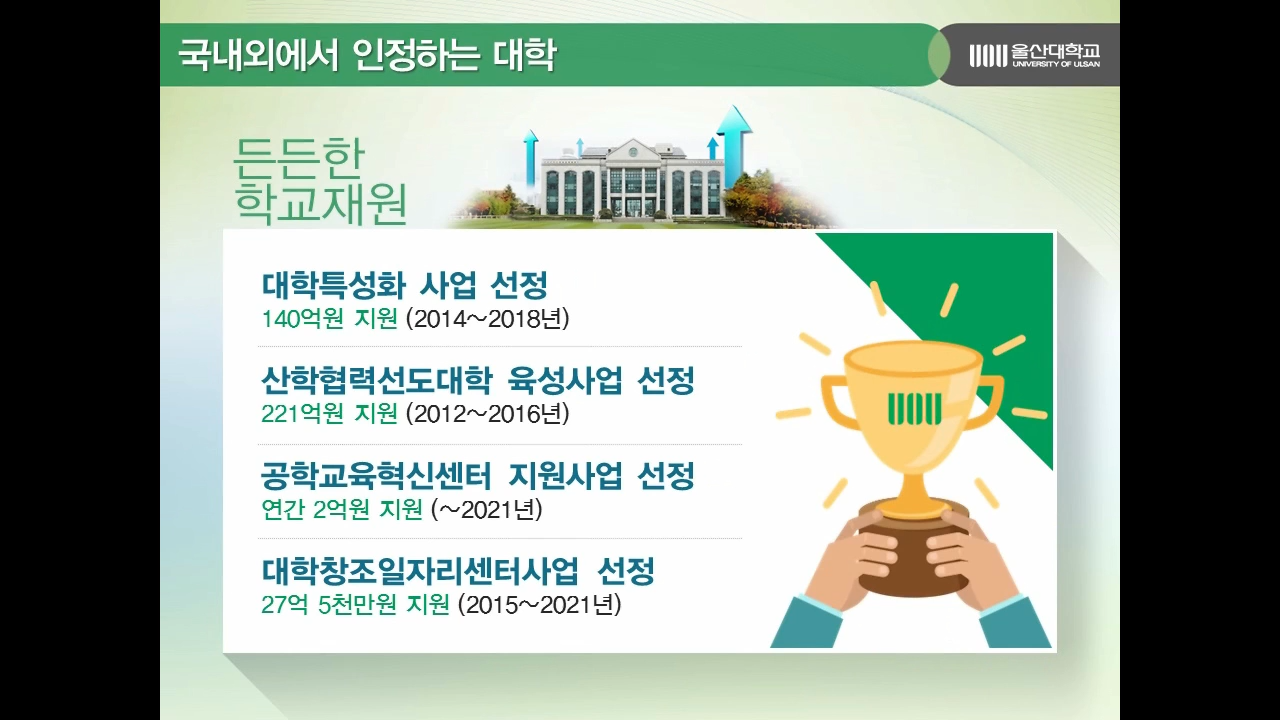 국내외에서 인정하는 대학
울산대학교
UNIVERSITY OF ULSAN
든든한
학교재원
대학특성화 사업 선정
140억원 지원 (2014~2018년)
산학협력선도대학 육성사업 선정
221억원 지원 (2012~2016년)
공학교육혁신센터 지원사업 선정
연간 2억원 지원 (~2021년)
대학창조일자리센터사업 선정
27억 5천만원 지원 (2015~2021년)